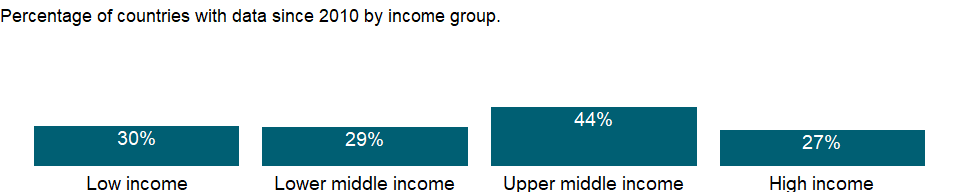 Percentage of countries with data since 2010 by income group.
30%
29%
44%
27%
Low income
Lower middle income
Upper middle income
High income